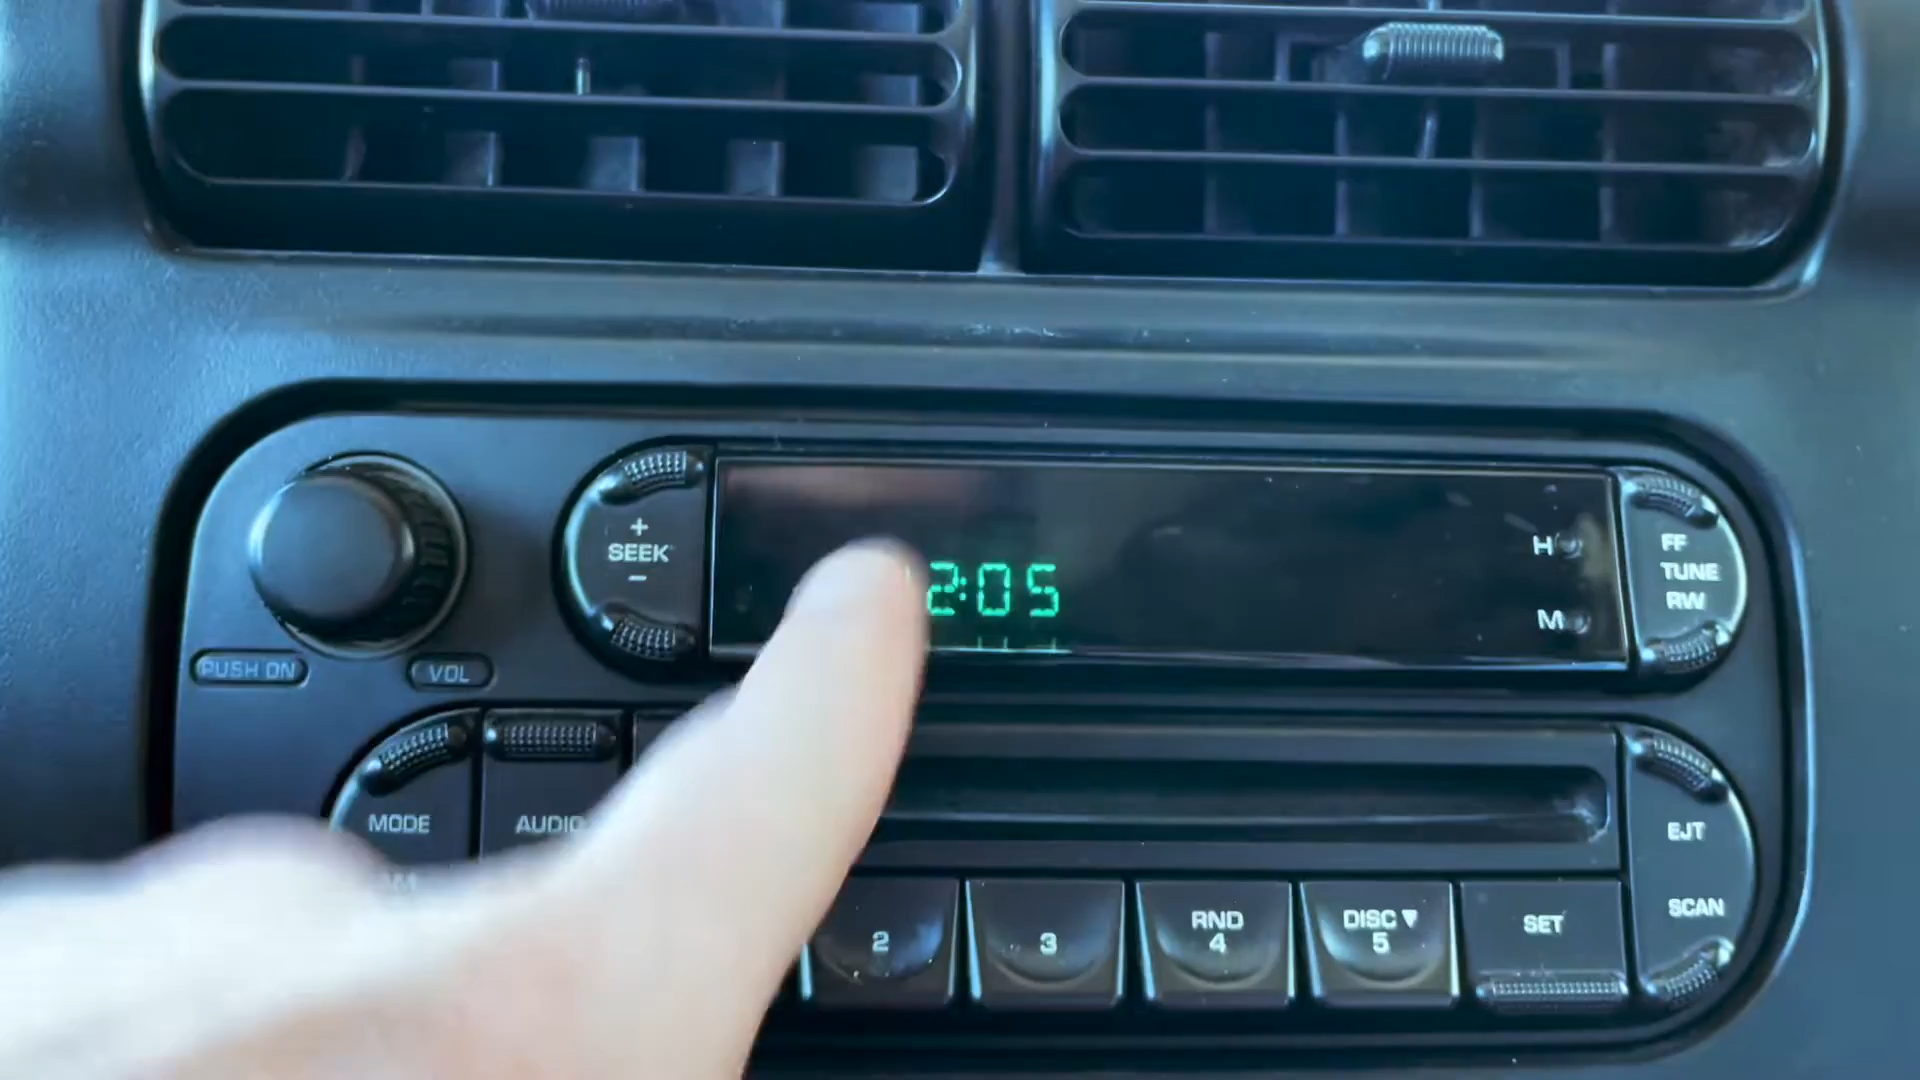 +
SEEK
-
2:05
H
M
FF
TUNE
RW
PUSH ON
VOL
MODE
AUDIO
EJT
SCAN
2
3
RND
4
DISC ▼
5
SET